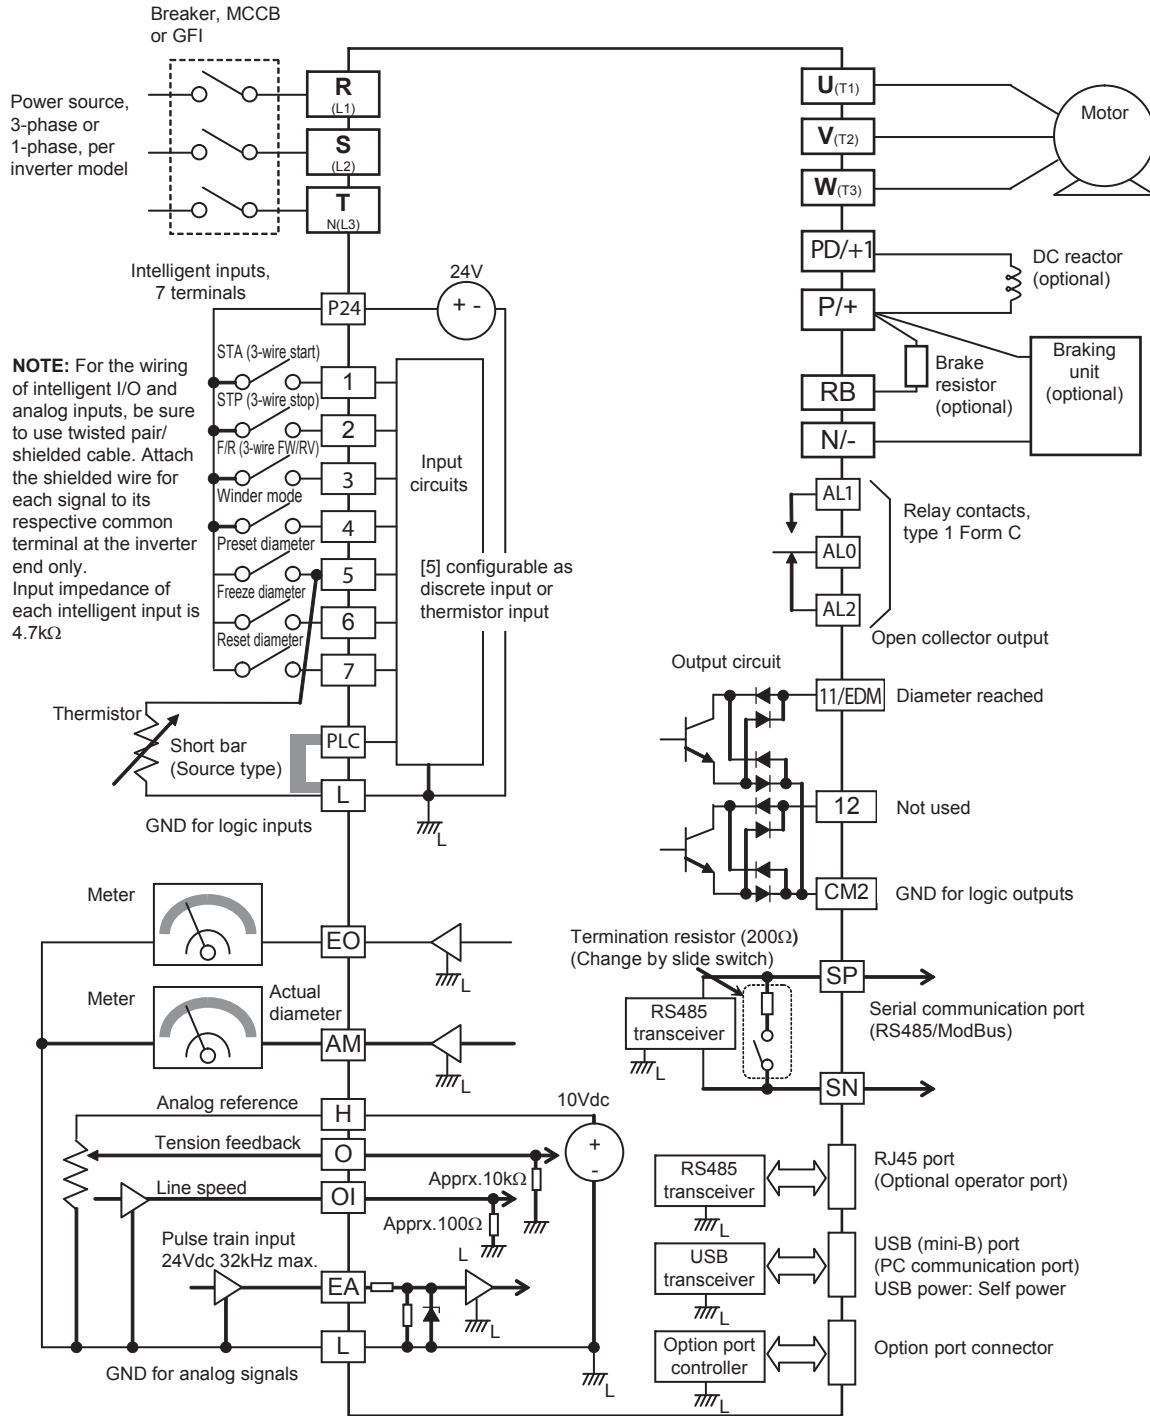 Breaker, MCCB
or GFI
Power source,
3-phase or
1-phase, per
inverter model
R
(L1)
S
(L2)
T
N(L3)
U(T1)
V(T2)
W(T3)
Motor
PD/+1
P/+
DC reactor
(optional)
RB
Brake
resistor
(optional)
Braking
unit
(optional)
N/-
Intelligent inputs,
7 terminals
24V
P24
+ -
NOTE: For the wiring
of intelligent I/O and
analog inputs, be sure
to use twisted pair/
shielded cable. Attach
the shielded wire for
each signal to its
respective common
terminal at the inverter
end only.
Input impedance of
each intelligent input is
4.7kΩ
STA (3-wire start)
1
STP (3-wire stop)
2
F/R (3-wire FW/RV)
3
Winder mode
4
Preset diameter
5
Freeze diameter
6
Reset diameter
7
Input
circuits
[5] configurable as
discrete input or
thermistor input
Thermistor
Short bar
(Source type)
PLC
L
GND for logic inputs
L
AL1
AL0
AL2
Relay contacts,
type 1 Form C
Open collector output
Output circuit
11/EDM
Diameter reached
12
Not used
CM2
GND for logic outputs
Meter
EO
L
Meter
Actual
diameter
AM
L
Termination resistor (200Ω)
(Change by slide switch)
SP
RS485
transceiver
L
Serial communication port
(RS485/ModBus)
SN
Analog reference
H
10Vdc
+
-
Tension feedback
O
Apprx.10kΩ
Line speed
OI
Apprx.100Ω
L
Pulse train input
24Vdc 32kHz max.
EA
L
L
GND for analog signals
L
RS485
transceiver
L
RJ45 port
(Optional operator port)
USB
transceiver
L
USB (mini-B) port
(PC communication port)
USB power: Self power
Option port
controller
L
Option port connector